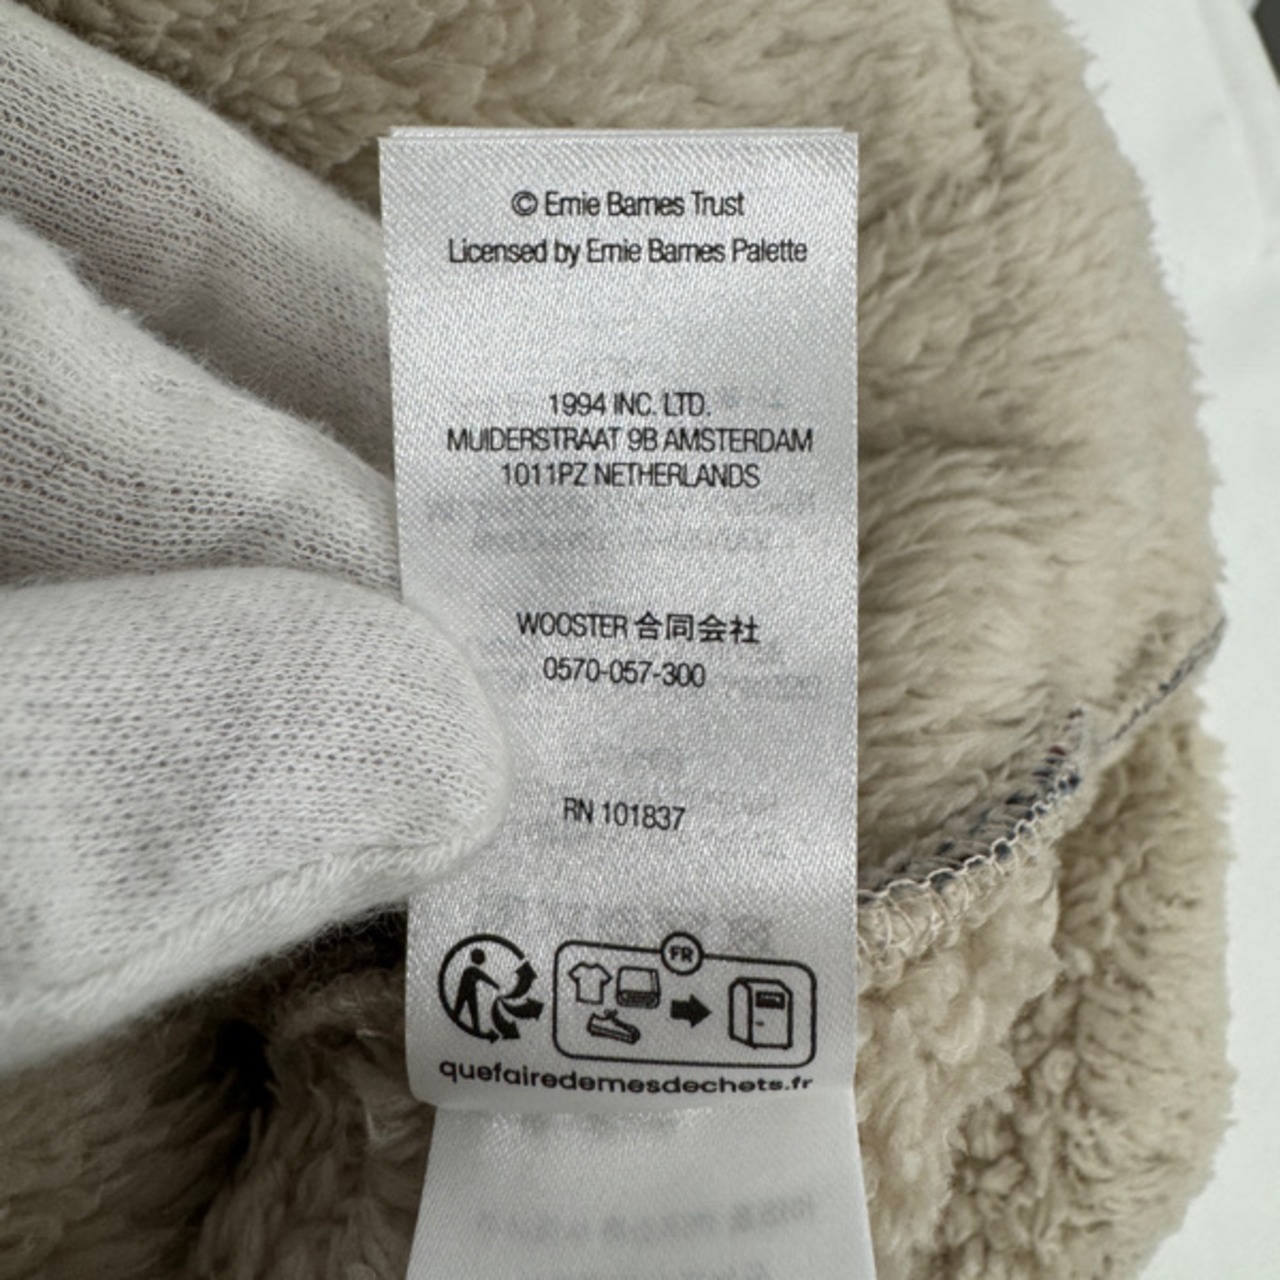 © Ernie Barnes Trust
Licensed by Ernie Barnes Palette
1994 INC. LTD.
MUIDERSTRAAT 9B AMSTERDAM
1011PZ NETHERLANDS
WOOSTER 合同会社
0570-057-300
RN 101837
FR
quefairedemesdechets.fr